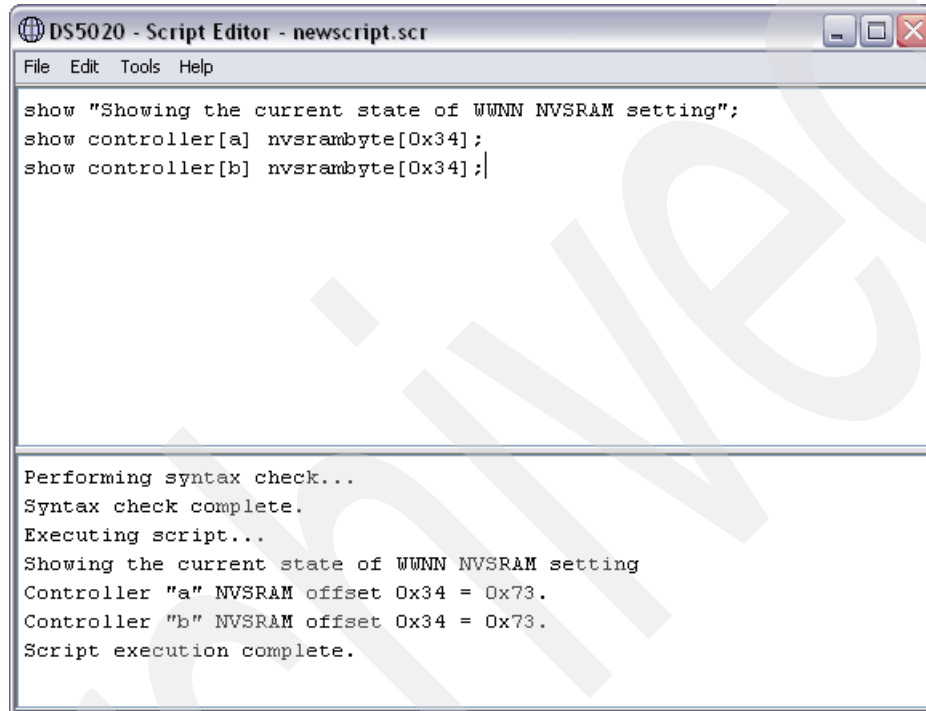 DS5020 - Script Editor - newscript.scr
File Edit Tools Help
show "Showing the current state of WWNN NVSRAM setting";
show controller[a] nvsrambyte[0x34];
show controller[b] nvsrambyte[0x34];
Performing syntax check...
Syntax check complete.
Executing script...
Showing the current state of WWNN NVSRAM setting
Controller "a" NVSRAM offset 0x34 = 0x73.
Controller "b" NVSRAM offset 0x34 = 0x73.
Script execution complete.